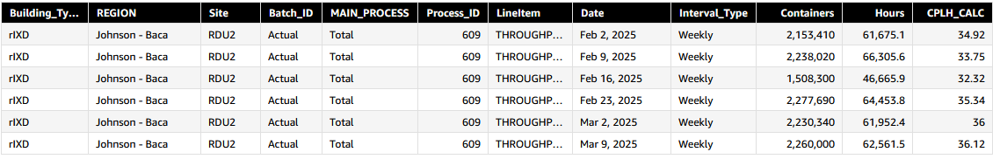 Building_Ty... REGION Site Batch_ID MAIN_PROCESS Process_ID LineItem Date Interval_Type Containers Hours CPLH_CALC
rIXD Johnson - Baca RDU2 Actual Total 609 THROUGHP... Feb 2, 2025 Weekly 2,153,410 61,675.1 34.92
rIXD Johnson - Baca RDU2 Actual Total 609 THROUGHP... Feb 9, 2025 Weekly 2,238,020 66,305.6 33.75
rIXD Johnson - Baca RDU2 Actual Total 609 THROUGHP... Feb 16, 2025 Weekly 1,508,300 46,665.9 32.32
rIXD Johnson - Baca RDU2 Actual Total 609 THROUGHP... Feb 23, 2025 Weekly 2,277,690 64,453.8 35.34
rIXD Johnson - Baca RDU2 Actual Total 609 THROUGHP... Mar 2, 2025 Weekly 2,230,340 61,952.4 36
rIXD Johnson - Baca RDU2 Actual Total 609 THROUGHP... Mar 9, 2025 Weekly 2,260,000 62,561.5 36.12